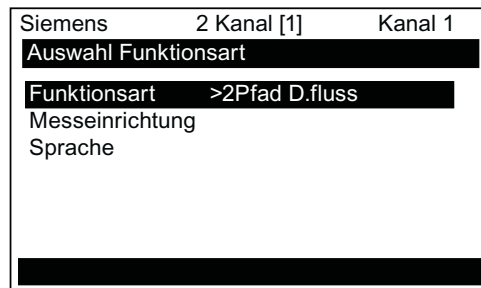 Siemens 2 Kanal [1] Kanal 1
Auswahl Funktionsart
Funktionsart >2Pfad D.fluss
Messeinrichtung
Sprache